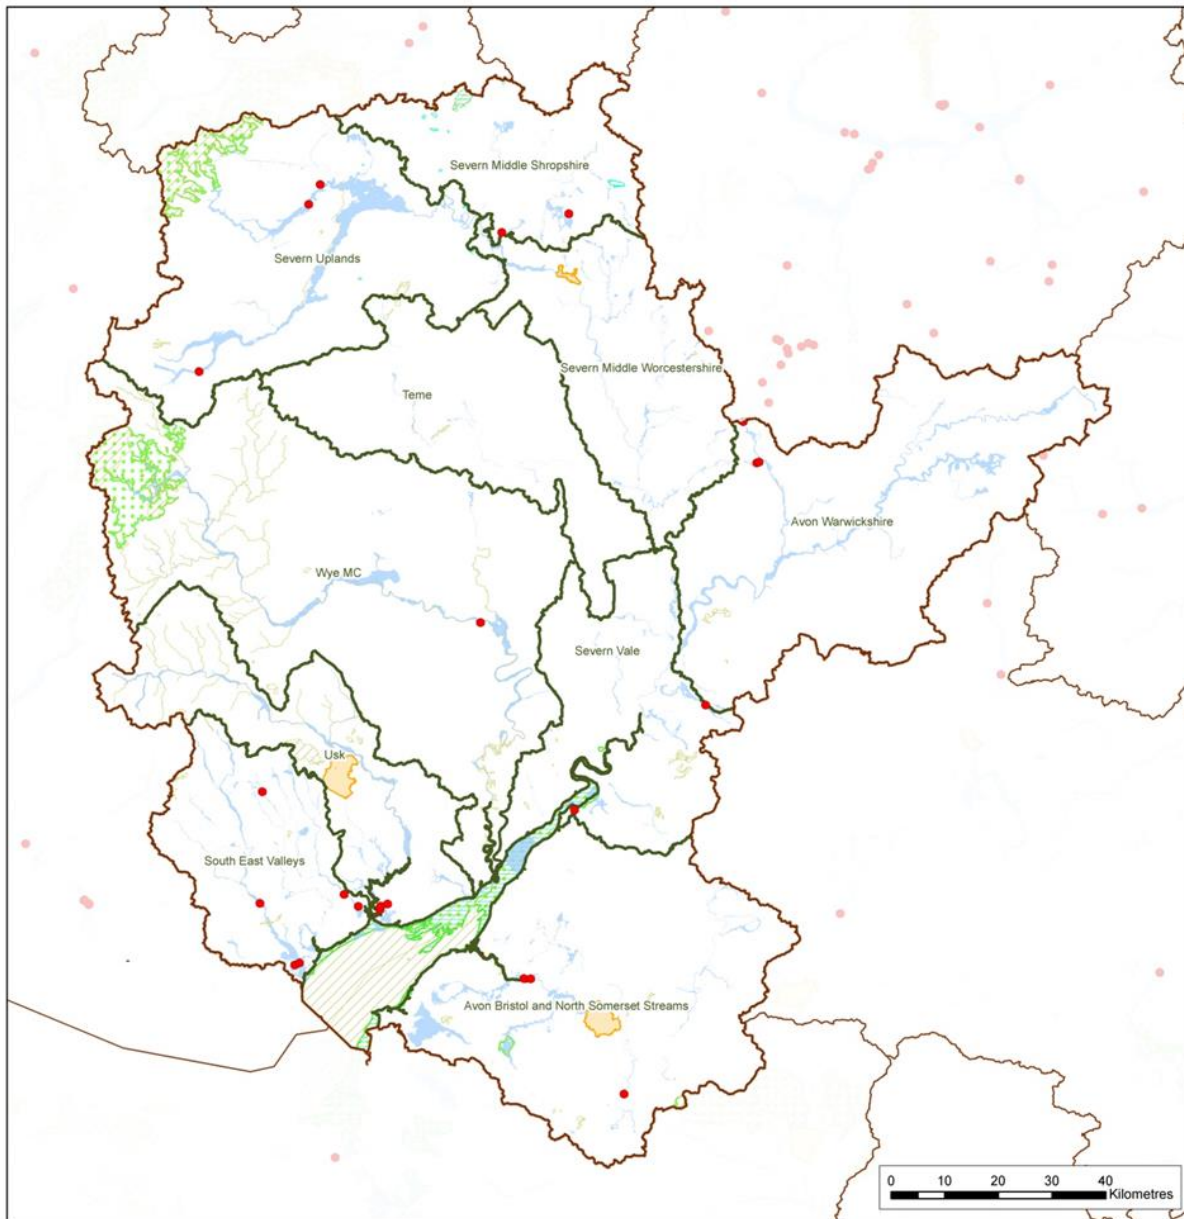 Severn Middle Shropshire
Severn Uplands
Severn Middle Worcestershire
Teme
Avon Warwickshire
Wye MC
Severn Vale
Usk
South East Valleys
Avon Bristol and North Somerset Streams
0 10 20 30 40
Kilometres